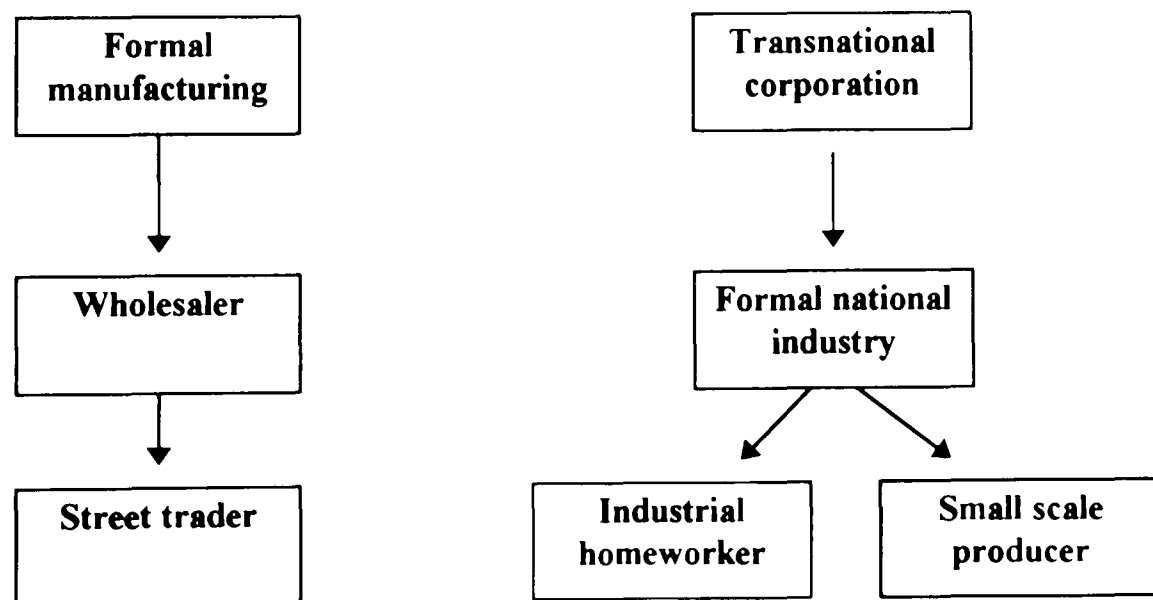 Formal
manufacturing
Transnational
corporation
Wholesaler
Formal national
industry
Street trader
Industrial
homeworker
Small scale
producer